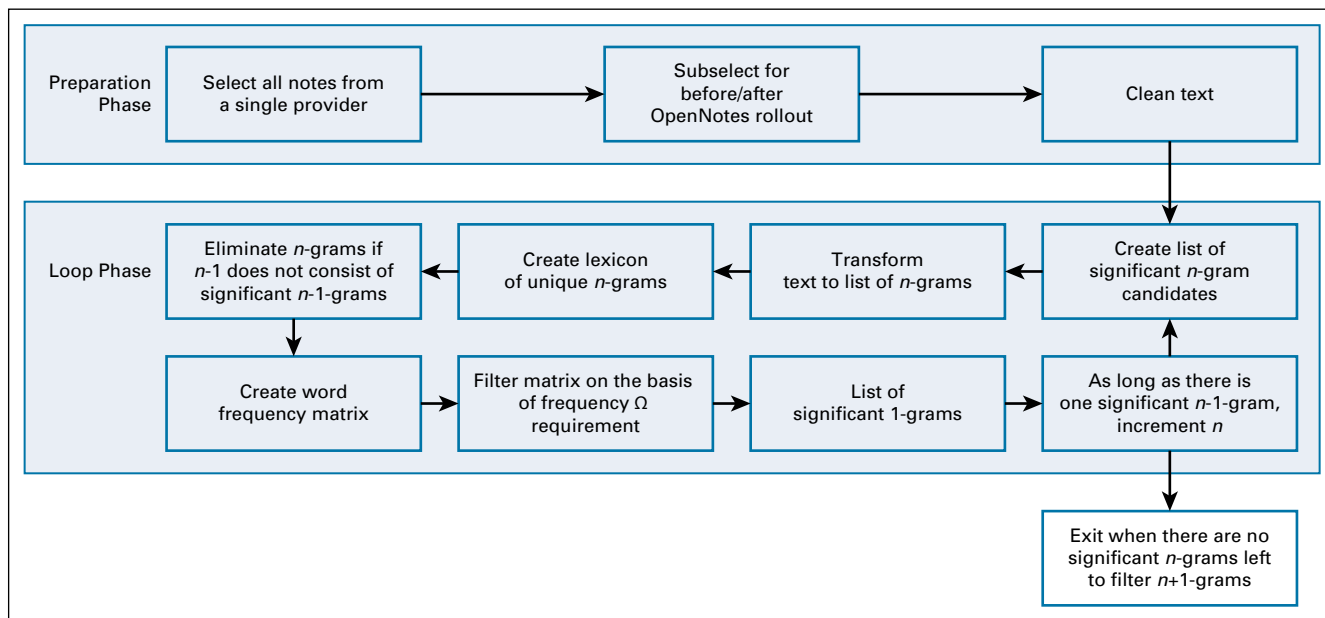 Preparation
Phase
Select all notes from
a single provider
Subselect for
before/after
OpenNotes rollout
Clean text
Loop Phase
Eliminate n-grams if
n-1 does not consist of
significant n-1-grams
Create lexicon
of unique n-grams
Transform
text to list of n-grams
Create list of
significant n-gram
candidates
Create word
frequency matrix
Filter matrix on the basis
of frequency Ω
requirement
List of
significant 1-grams
As long as there is
one significant n-1-gram,
increment n
Exit when there are no
significant n-grams left
to filter n+1-grams